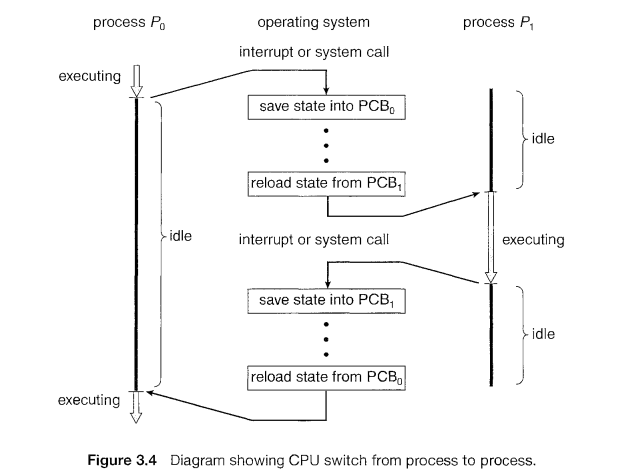 process P0 operating system process P1
interrupt or system call
executing
save state into PCB0
idle
reload state from PCB1
idle
interrupt or system call
executing
save state into PCB1
idle
reload state from PCB0
executing
Figure 3.4 Diagram showing CPU switch from process to process.